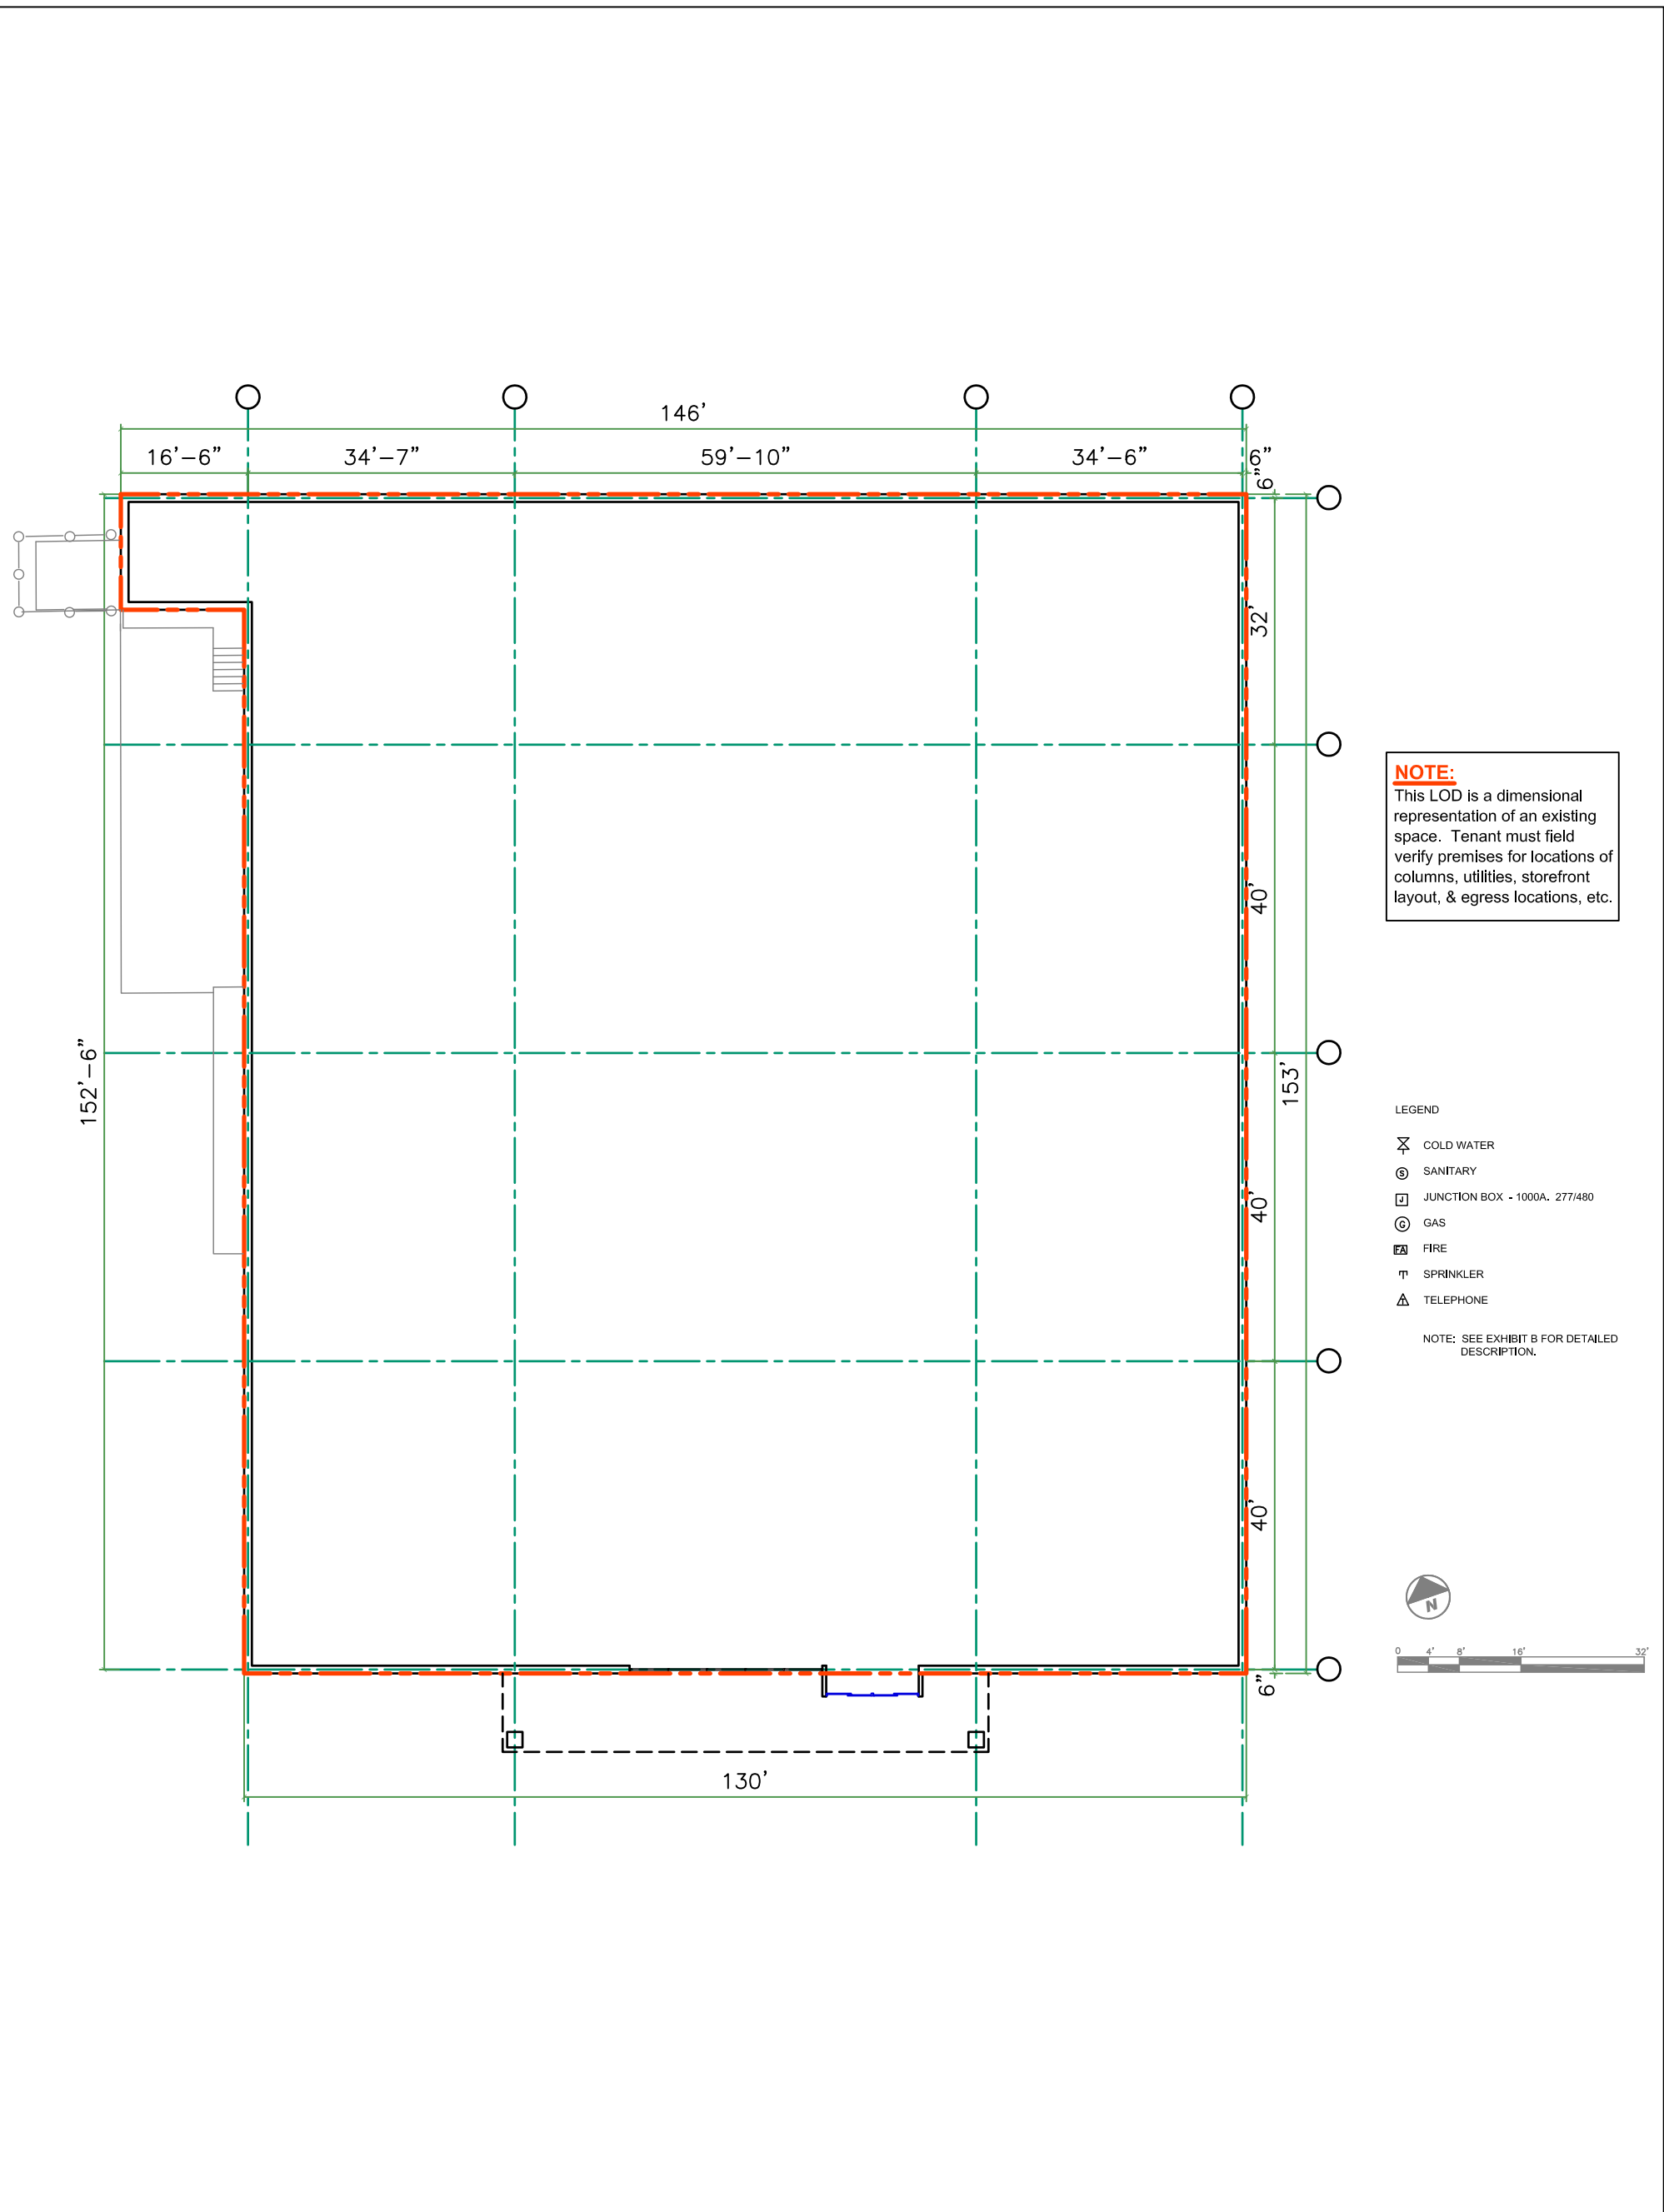 146’
16’–6”
34’–7”
59’–10”
34’–6”
6”
6”
32’
40’
152’–6”
153’
40’
40’
6”
130’
NOTE:
This LOD is a dimensional
representation of an existing
space. Tenant must field
verify premises for locations of
columns, utilities, storefront
layout, & egress locations, etc.
LEGEND
COLD WATER
S SANITARY
J JUNCTION BOX - 1000A. 277/480
G GAS
FA FIRE
SPRINKLER
T TELEPHONE
NOTE: SEE EXHIBIT B FOR DETAILED
DESCRIPTION.
N
0 4' 8' 16' 32'